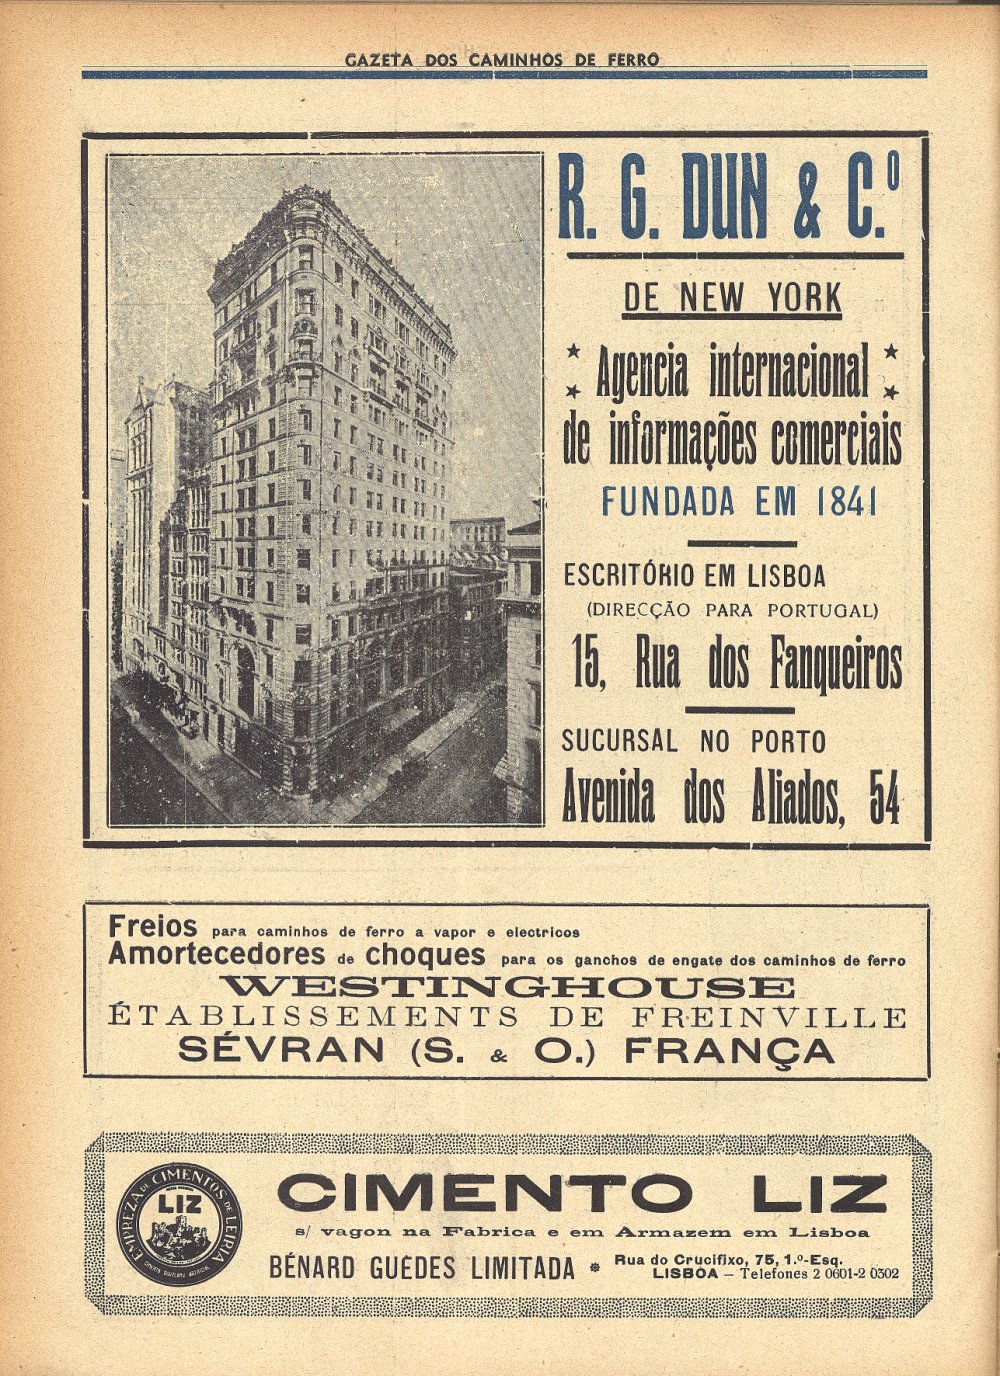 GAZETA DOS CAMINHOS DE FERRO
R. G. DUN & C.º
DE NEW YORK
Agencia internacional
de informações comerciais
FUNDADA EM 1841
ESCRITÓRIO EM LISBOA
(DIRECÇÃO PARA PORTUGAL)
15, Rua dos Fanqueiros
SUCURSAL NO PORTO
Avenida dos Aliados, 54
Freios para caminhos de ferro a vapor e electricos
Amortecedores de choques para os ganchos de engate dos caminhos de ferro
WESTINGHOUSE
ÉTABLISSEMENTS DE FREINVILLE
SÉVRAN (S. & O.) FRANÇA
EMPREZA DE CIMENTOS DE LEIRIA
LIZ
CIMENTO PORTLAND ARTIFICIAL
CIMENTO LIZ
s/ vagon na Fabrica e em Armazem em Lisboa
BÉNARD GUEDES LIMITADA * Rua do Crucifixo, 75, 1.º-Esq.
LISBOA — Telefones 2 0601-2 0302